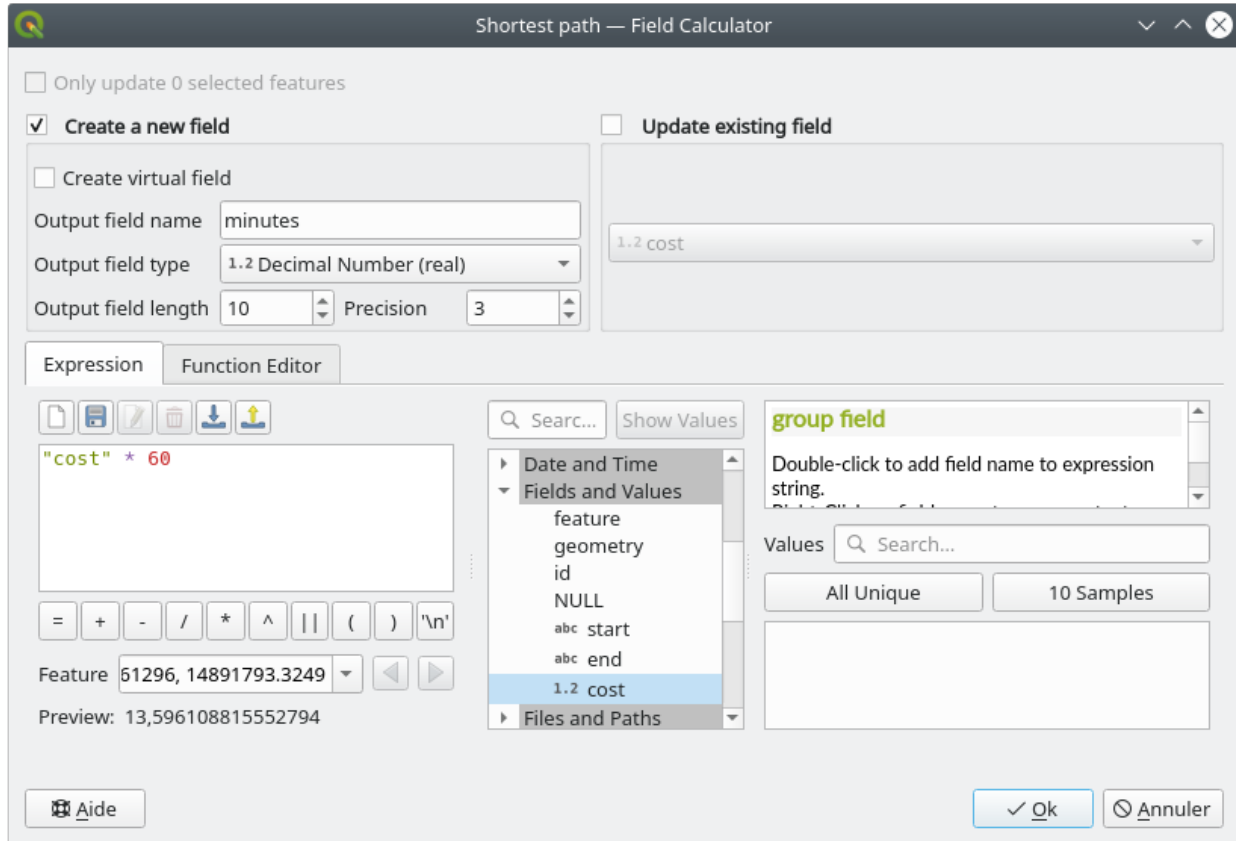 Shortest path — Field Calculator
Only update 0 selected features
Create a new field
Update existing field
Create virtual field
Output field name minutes
1.2 cost
Output field type 1.2 Decimal Number (real)
Output field length 10 Precision 3
Expression Function Editor
Searc... Show Values
group field
"cost" * 60
Date and Time
Fields and Values
feature
geometry
id
NULL
abc start
abc end
1.2 cost
Files and Paths
Double-click to add field name to expression
string.
Values Search...
All Unique 10 Samples
= + - / * ^ || ( ) '\n'
Feature 61296, 14891793.3249
Preview: 13,596108815552794
Aide
Ok
Annuler